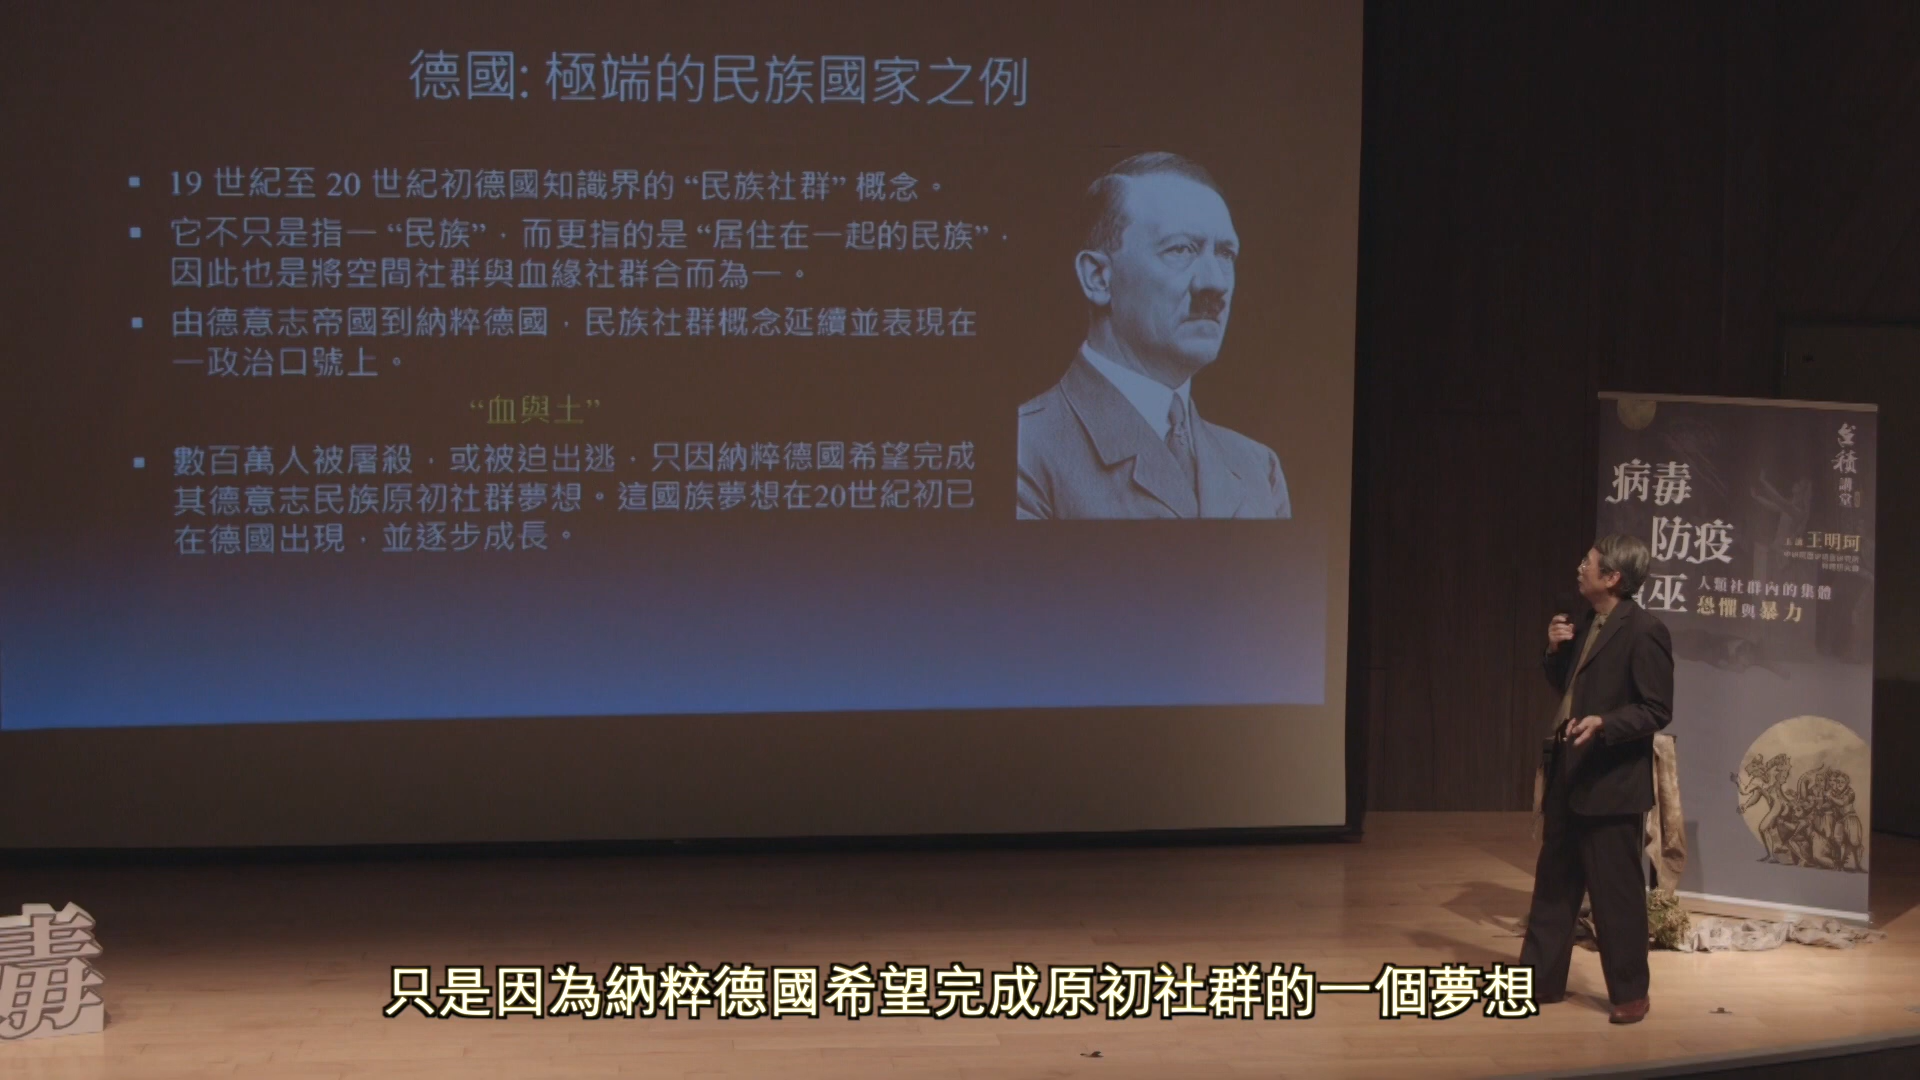 德國: 極端的民族國家之例
▪ 19 世紀至 20 世紀初德國知識界的 “民族社群” 概念。
▪ 它不只是指一 “民族”，而更指的是 “居住在一起的民族”，
因此也是將空間社群與血緣社群合而為一。
▪ 由德意志帝國到納粹德國，民族社群概念延續並表現在
一政治口號上。
“血與土”
▪ 數百萬人被屠殺，或被迫出逃，只因納粹德國希望完成
其德意志民族原初社群夢想。這國族夢想在20世紀初已
在德國出現，並逐步成長。
積
講堂
病毒
防疫
巫
主講 王明珂
人類社群內的集體
恐懼與暴力
毒
只是因為納粹德國希望完成原初社群的一個夢想